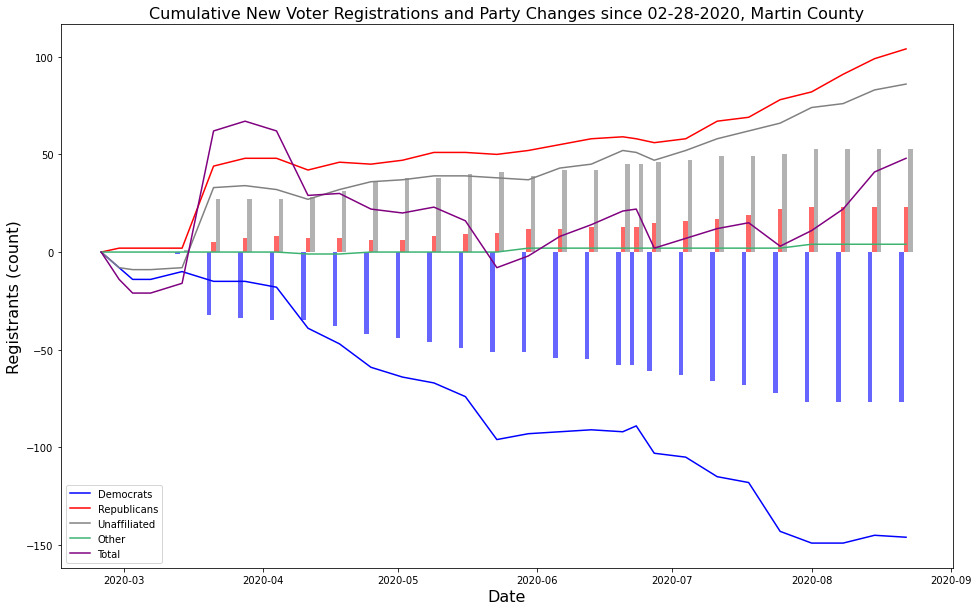 Cumulative New Voter Registrations and Party Changes since 02-28-2020, Martin County
Registrants (count)
100
50
0
−50
−100
−150
Democrats
Republicans
Unaffiliated
Other
Total
2020-03
2020-04
2020-05
2020-06
2020-07
2020-08
2020-09
Date